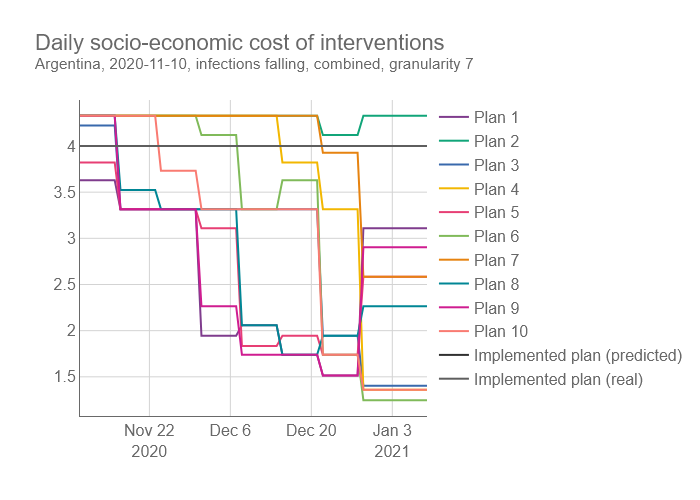 Daily socio-economic cost of interventions
Argentina, 2020-11-10, infections falling, combined, granularity 7
4
3.5
3
2.5
2
1.5
Nov 22
2020
Dec 6
Dec 20
Jan 3
2021
Plan 1
Plan 2
Plan 3
Plan 4
Plan 5
Plan 6
Plan 7
Plan 8
Plan 9
Plan 10
Implemented plan (predicted)
Implemented plan (real)